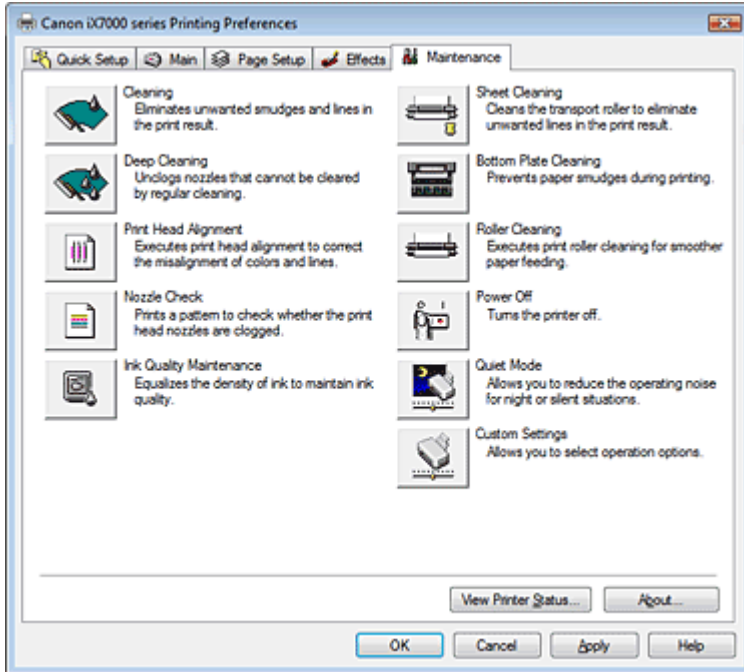 Canon iX7000 series Printing Preferences
Quick Setup
Main
Page Setup
Effects
Maintenance
Cleaning
Eliminates unwanted smudges and lines in
the print result.
Deep Cleaning
Unclogs nozzles that cannot be cleared
by regular cleaning.
Print Head Alignment
Executes print head alignment to correct
the misalignment of colors and lines.
Nozzle Check
Prints a pattern to check whether the print
head nozzles are clogged.
Ink Quality Maintenance
Equalizes the density of ink to maintain ink
quality.
Sheet Cleaning
Cleans the transport roller to eliminate
unwanted lines in the print result.
Bottom Plate Cleaning
Prevents paper smudges during printing.
Roller Cleaning
Executes print roller cleaning for smoother
paper feeding.
Power Off
Turns the printer off.
Quiet Mode
Allows you to reduce the operating noise
for night or silent situations.
Custom Settings
Allows you to select operation options.
View Printer Status...
About...
OK
Cancel
Apply
Help